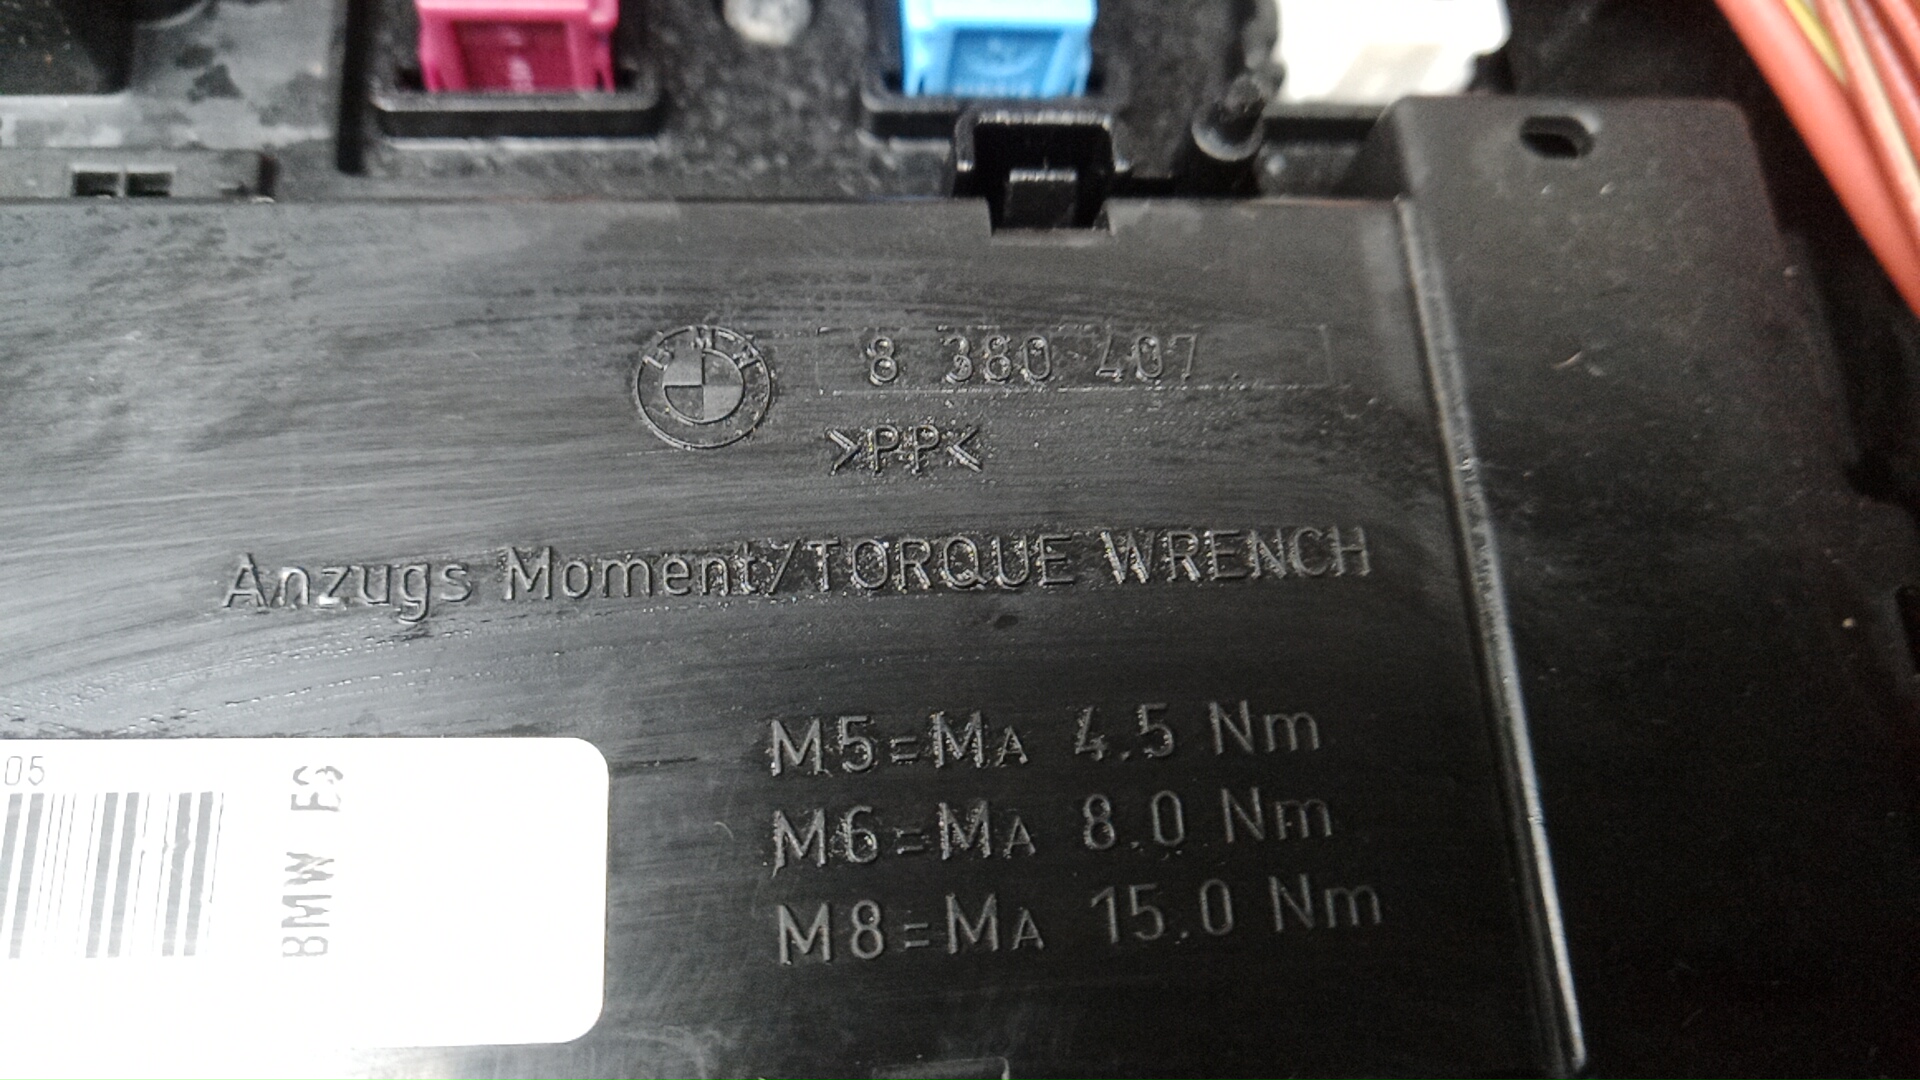 BMW
8 380 407
>PP<
Anzugs Moment/TORQUE WRENCH
M5=MA 4.5 Nm
M6=MA 8.0 Nm
M8=MA 15.0 Nm
05
BMW